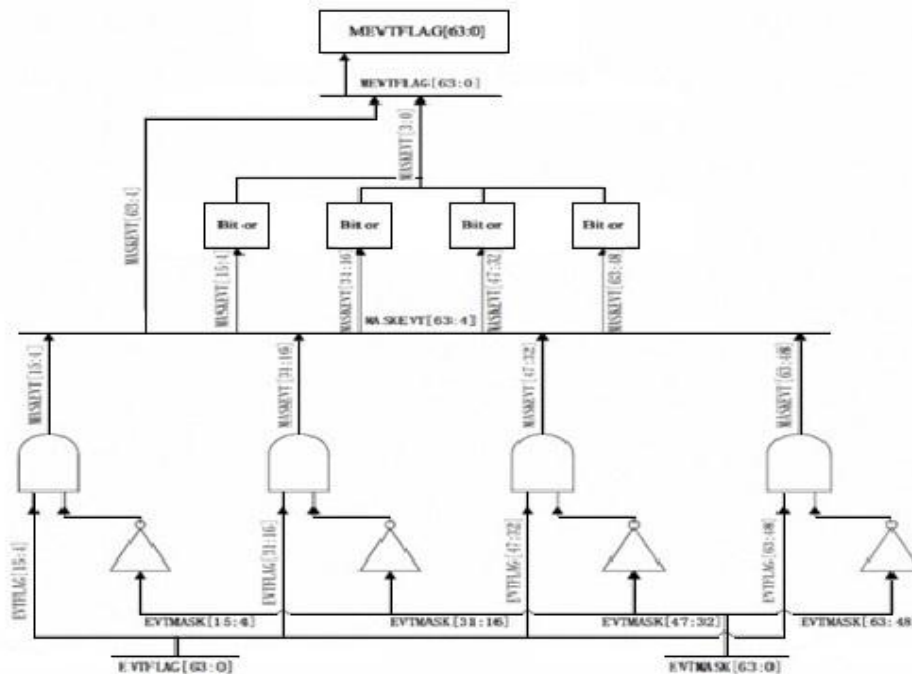 MEVTFLAG[63:0]
MEVTFLAG[63:0]
MASKEVT[3:0]
MASKEVT[63:4]
Bit-or
Bit or
Bit or
Bit or
MASKEVT[15:4]
MASKEVT[31:16]
MASKEVT[47:32]
MASKEVT[63:48]
MASKEVT[63:4]
MASKEVT[15:4]
MASKEVT[31:16]
MASKEVT[47:32]
MASKEVT[63:48]
EVTFLAG[15:4]
EVTFLAG[31:16]
EVTFLAG[47:32]
EVTFLAG[63:48]
EVTMASK[15:4]
EVTMASK[31:16]
EVTMASK[47:32]
EVTMASK[63:48]
EVTFLAG[63:0]
EVTMASK[63:0]